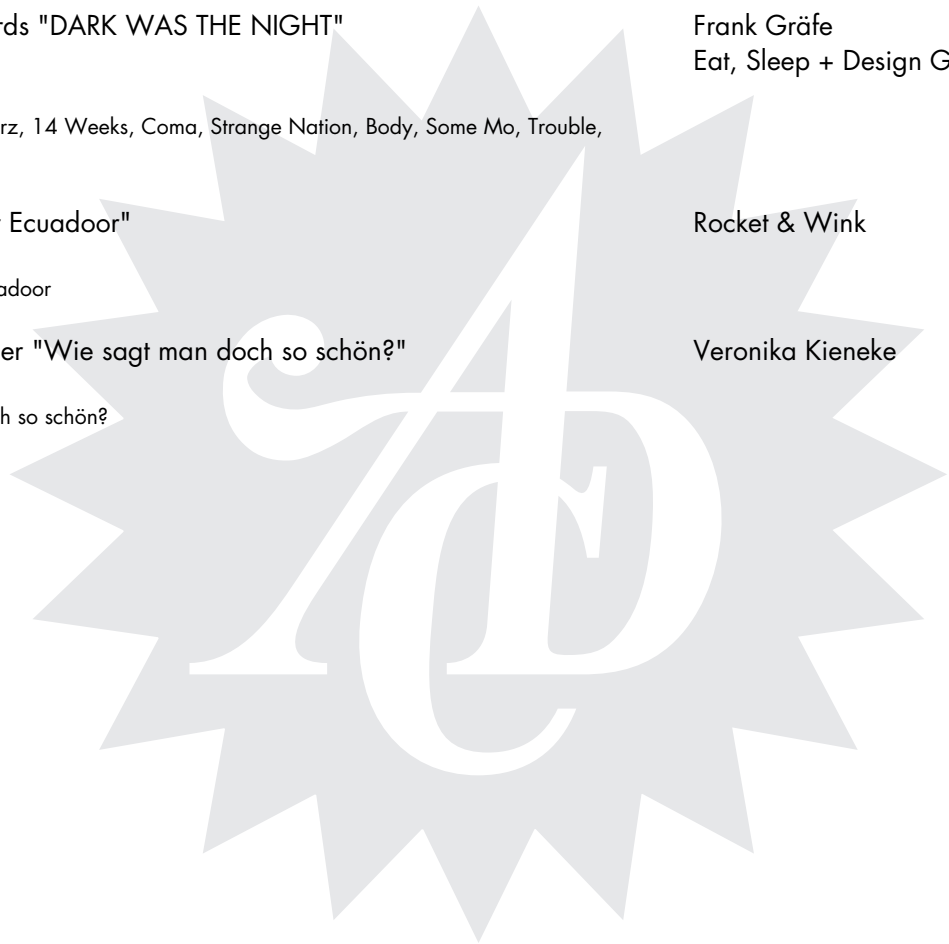 rds "DARK WAS THE NIGHT" Frank Gräfe
Eat, Sleep + Design G
rz, 14 Weeks, Coma, Strange Nation, Body, Some Mo, Trouble,
Ecuadoor" Rocket & Wink
adoor
er "Wie sagt man doch so schön?" Veronika Kieneke
h so schön?
ADC